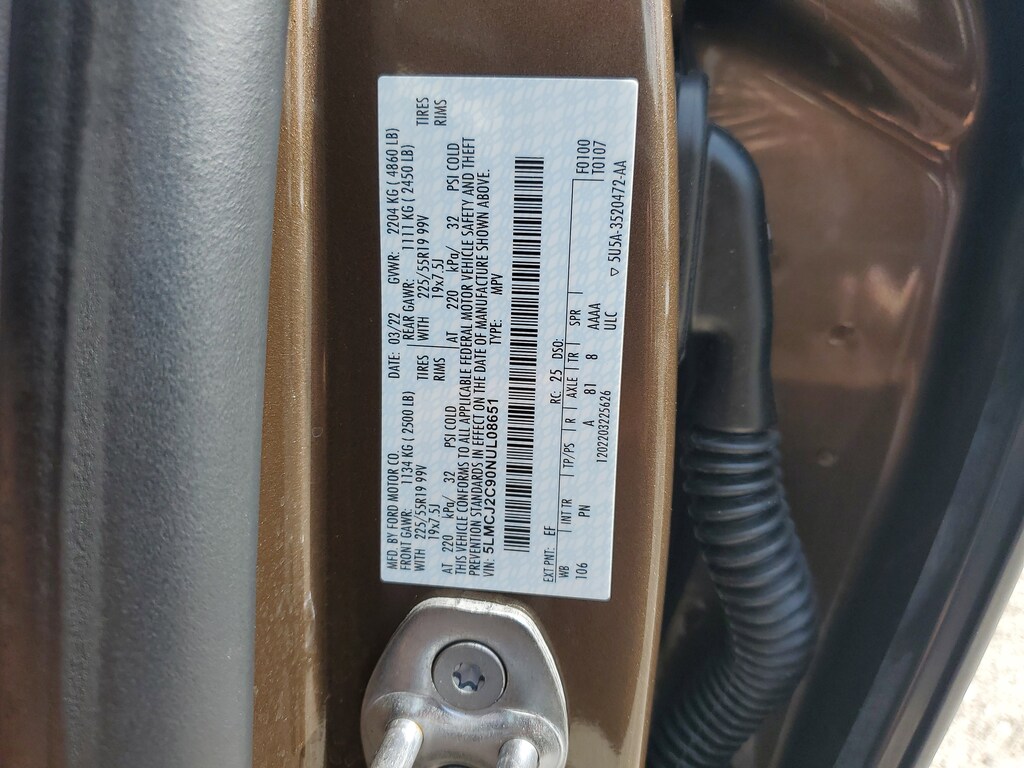 MFD. BY FORD MOTOR CO. DATE: 03/22 GVWR: 2204 KG ( 4860 LB)
FRONT GAWR: 1134 KG ( 2500 LB) REAR GAWR: 1111 KG ( 2450 LB)
WITH 225/55R19 99V TIRES WITH 225/55R19 99V TIRES
19x7.5J RIMS 19x7.5J RIMS
AT 220 kPa/ 32 PSI COLD AT 220 kPa/ 32 PSI COLD
THIS VEHICLE CONFORMS TO ALL APPLICABLE FEDERAL MOTOR VEHICLE SAFETY AND THEFT
PREVENTION STANDARDS IN EFFECT ON THE DATE OF MANUFACTURE SHOWN ABOVE.
VIN: 5LMCJ2C90NUL08651 TYPE: MPV
EXT PNT: EF RC: 25 DSO:
WB INT TR TP/PS R AXLE TR SPR F0100
106 PN A 81 8 AAAA T0107
1202203225626 ULC
▽ 5U5A-3520472-AA